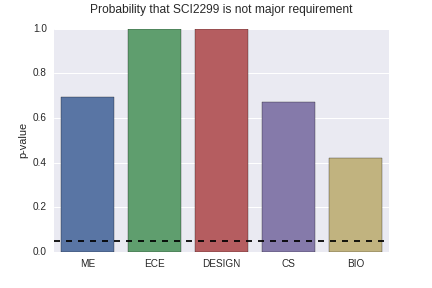 Probability that SCI2299 is not major requirement
1.0
0.8
0.6
0.4
0.2
0.0
p-value
ME ECE DESIGN CS BIO